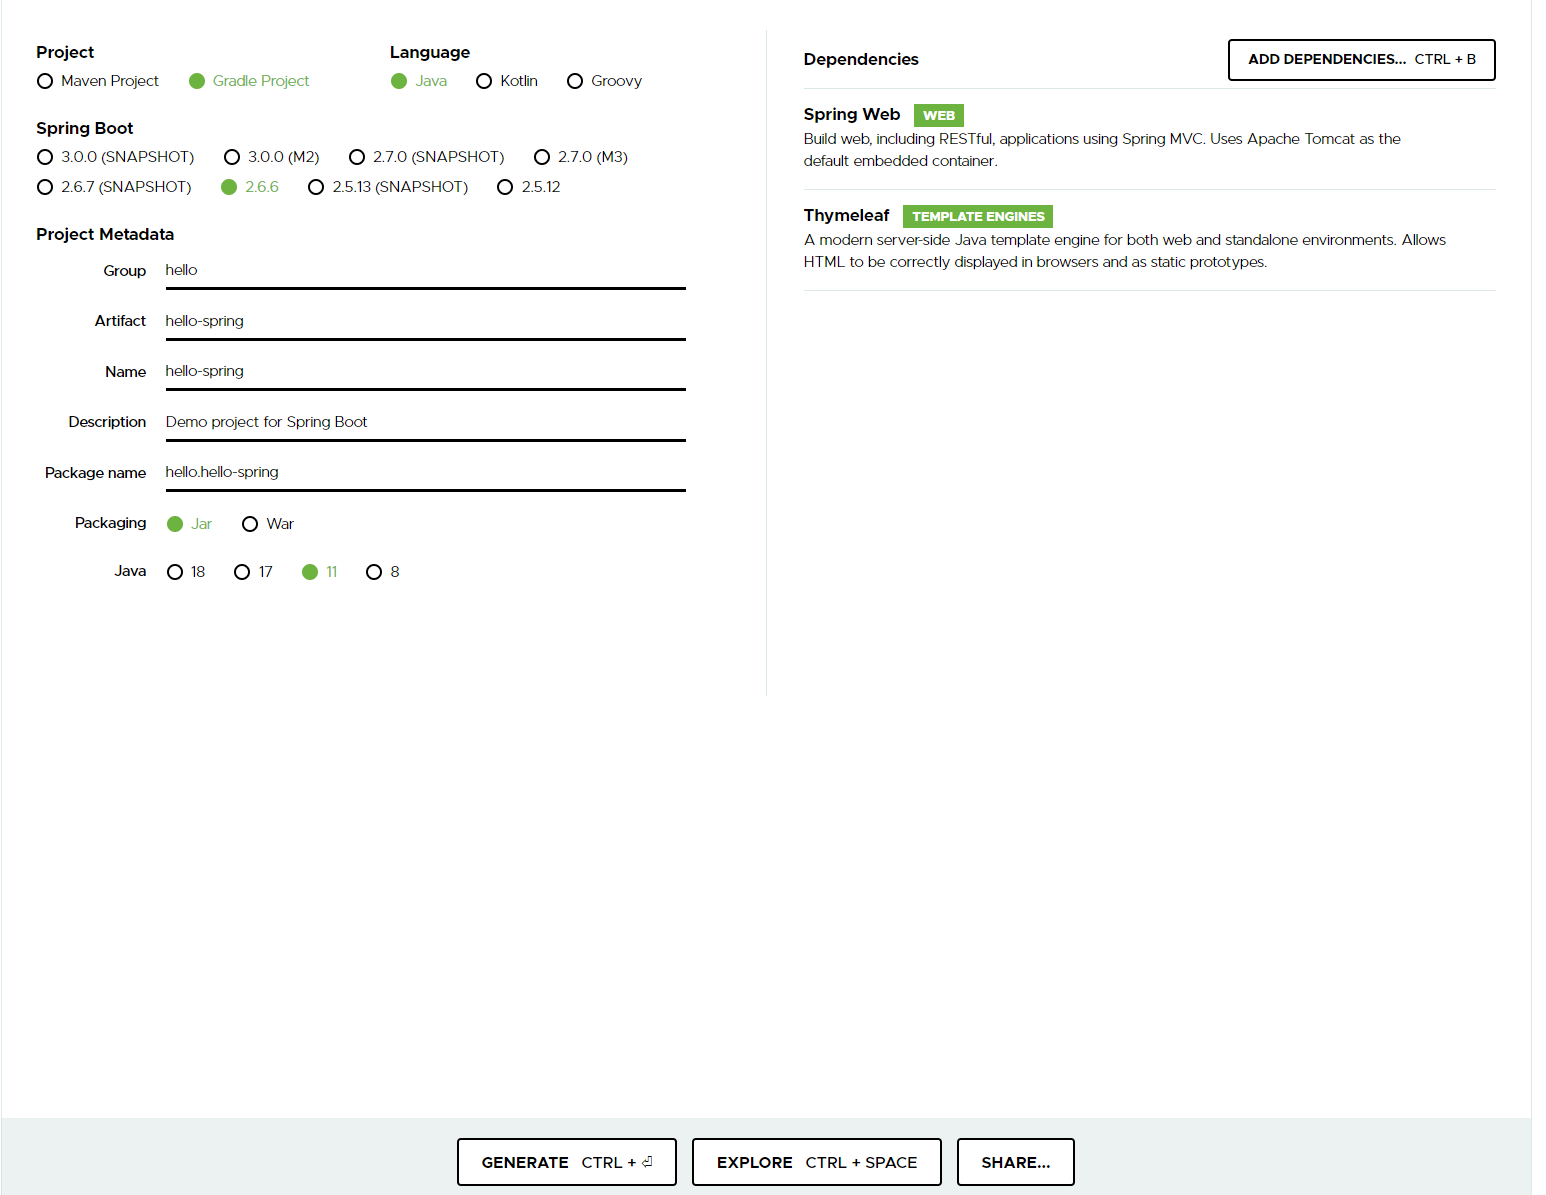 Project
Maven Project Gradle Project
Language
Java Kotlin Groovy
Spring Boot
3.0.0 (SNAPSHOT) 3.0.0 (M2) 2.7.0 (SNAPSHOT) 2.7.0 (M3)
2.6.7 (SNAPSHOT) 2.6.6 2.5.13 (SNAPSHOT) 2.5.12
Project Metadata
Group hello
Artifact hello-spring
Name hello-spring
Description Demo project for Spring Boot
Package name hello.hello-spring
Packaging Jar War
Java 18 17 11 8
Dependencies ADD DEPENDENCIES... CTRL + B
Spring Web WEB
Build web, including RESTful, applications using Spring MVC. Uses Apache Tomcat as the
default embedded container.
Thymeleaf TEMPLATE ENGINES
A modern server-side Java template engine for both web and standalone environments. Allows
HTML to be correctly displayed in browsers and as static prototypes.
GENERATE CTRL + ⏎ EXPLORE CTRL + SPACE SHARE...